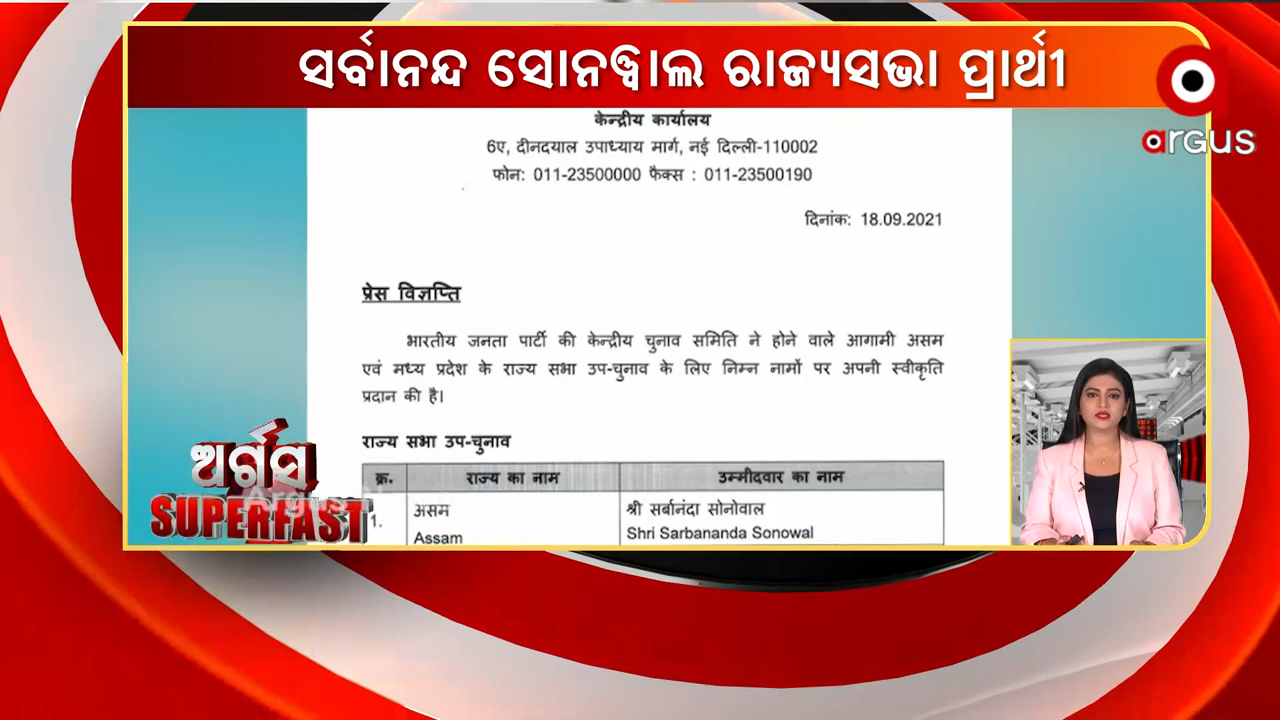 ସର୍ବାନନ୍ଦ ସୋନୱାଲ ରାଜ୍ୟସଭା ପ୍ରାର୍ଥୀ
argus
केन्द्रीय कार्यालय
6ए, दीनदयाल उपाध्याय मार्ग, नई दिल्ली-110002
फोन: 011-23500000 फैक्स : 011-23500190
दिनांक: 18.09.2021
प्रेस विज्ञप्ति
भारतीय जनता पार्टी की केन्द्रीय चुनाव समिति ने होने वाले आगामी असम
एवं मध्य प्रदेश के राज्य सभा उप-चुनाव के लिए निम्न नामों पर अपनी स्वीकृति
प्रदान की है।
राज्य सभा उप-चुनाव
क्र. राज्य का नाम उम्मीदवार का नाम
1. असम श्री सर्बानंदा सोनोवाल
Assam Shri Sarbananda Sonowal
ଅର୍ଗସ
SUPERFAST